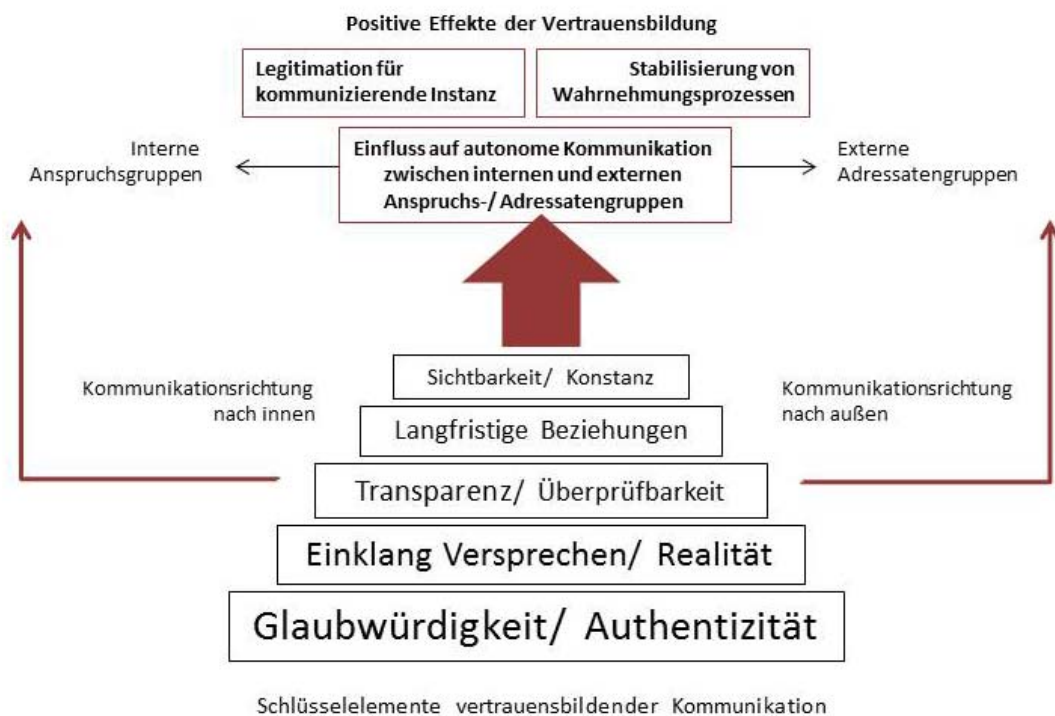 Positive Effekte der Vertrauensbildung
Legitimation für
kommunizierende Instanz
Stabilisierung von
Wahrnehmungsprozessen
Interne
Anspruchsgruppen
Einfluss auf autonome Kommunikation
zwischen internen und externen
Anspruchs-/ Adressatengruppen
Externe
Adressatengruppen
Sichtbarkeit/ Konstanz
Kommunikationsrichtung
nach innen
Kommunikationsrichtung
nach außen
Langfristige Beziehungen
Transparenz/ Überprüfbarkeit
Einklang Versprechen/ Realität
Glaubwürdigkeit/ Authentizität
Schlüsselelemente vertrauensbildender Kommunikation